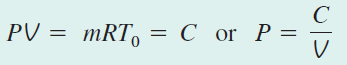 PV = mRT₀ = C or P = C/V